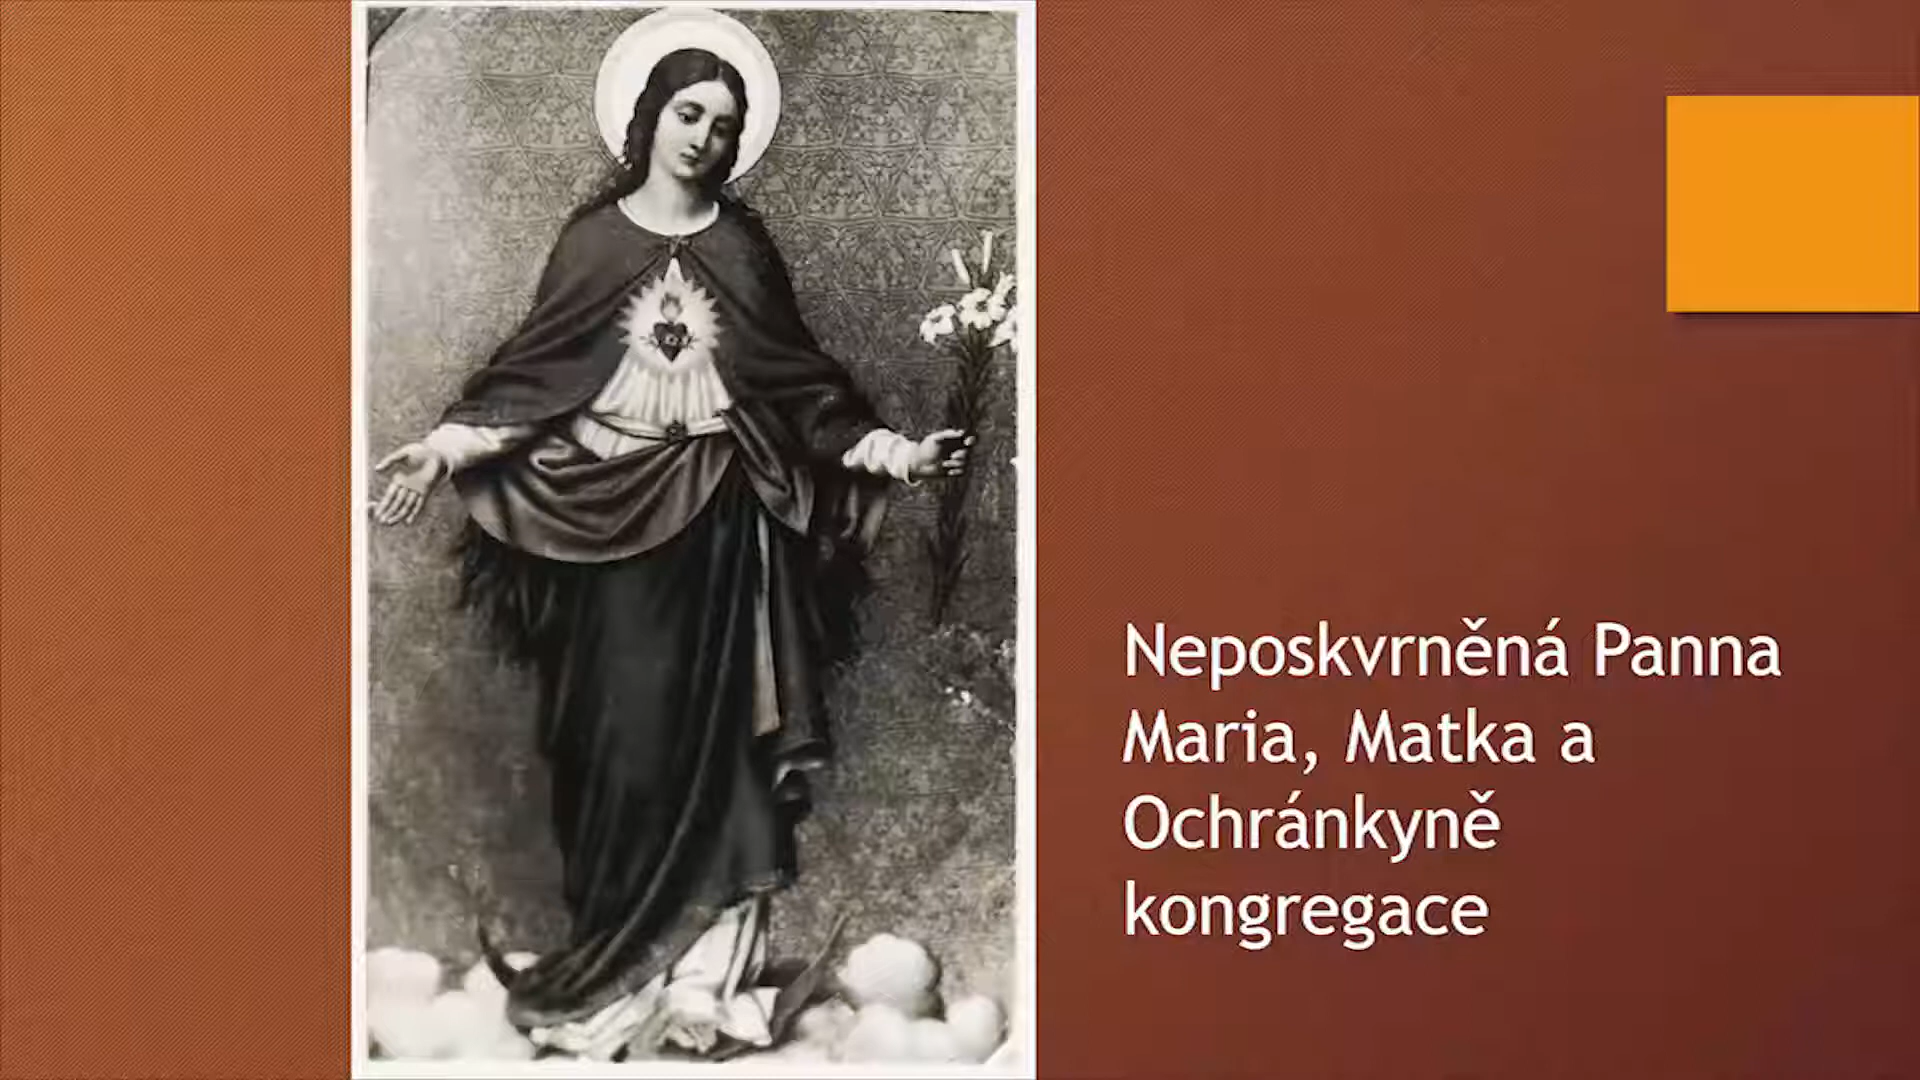 Neposkvrněná Panna
Maria, Matka a
Ochránkyně
kongregace